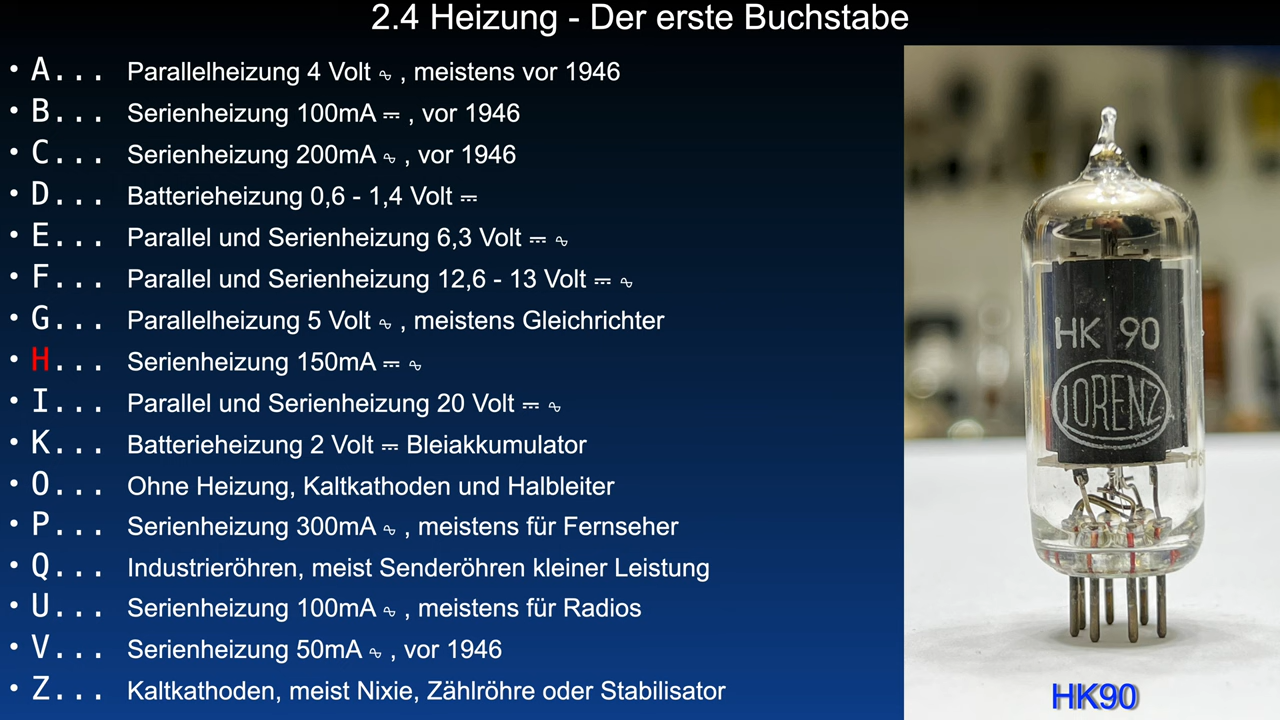 2.4 Heizung - Der erste Buchstabe
• A... Parallelheizung 4 Volt ⏦ , meistens vor 1946
• B... Serienheizung 100mA ⎓ , vor 1946
• C... Serienheizung 200mA ⏦ , vor 1946
• D... Batterieheizung 0,6 - 1,4 Volt ⎓
• E... Parallel und Serienheizung 6,3 Volt ⎓ ⏦
• F... Parallel und Serienheizung 12,6 - 13 Volt ⎓ ⏦
• G... Parallelheizung 5 Volt ⏦ , meistens Gleichrichter
• H... Serienheizung 150mA ⎓ ⏦
• I... Parallel und Serienheizung 20 Volt ⎓ ⏦
• K... Batterieheizung 2 Volt ⎓ Bleiakkumulator
• O... Ohne Heizung, Kaltkathoden und Halbleiter
• P... Serienheizung 300mA ⏦ , meistens für Fernseher
• Q... Industrieröhren, meist Senderöhren kleiner Leistung
• U... Serienheizung 100mA ⏦ , meistens für Radios
• V... Serienheizung 50mA ⏦ , vor 1946
• Z... Kaltkathoden, meist Nixie, Zählröhre oder Stabilisator
HK 90
LORENZ
HK90